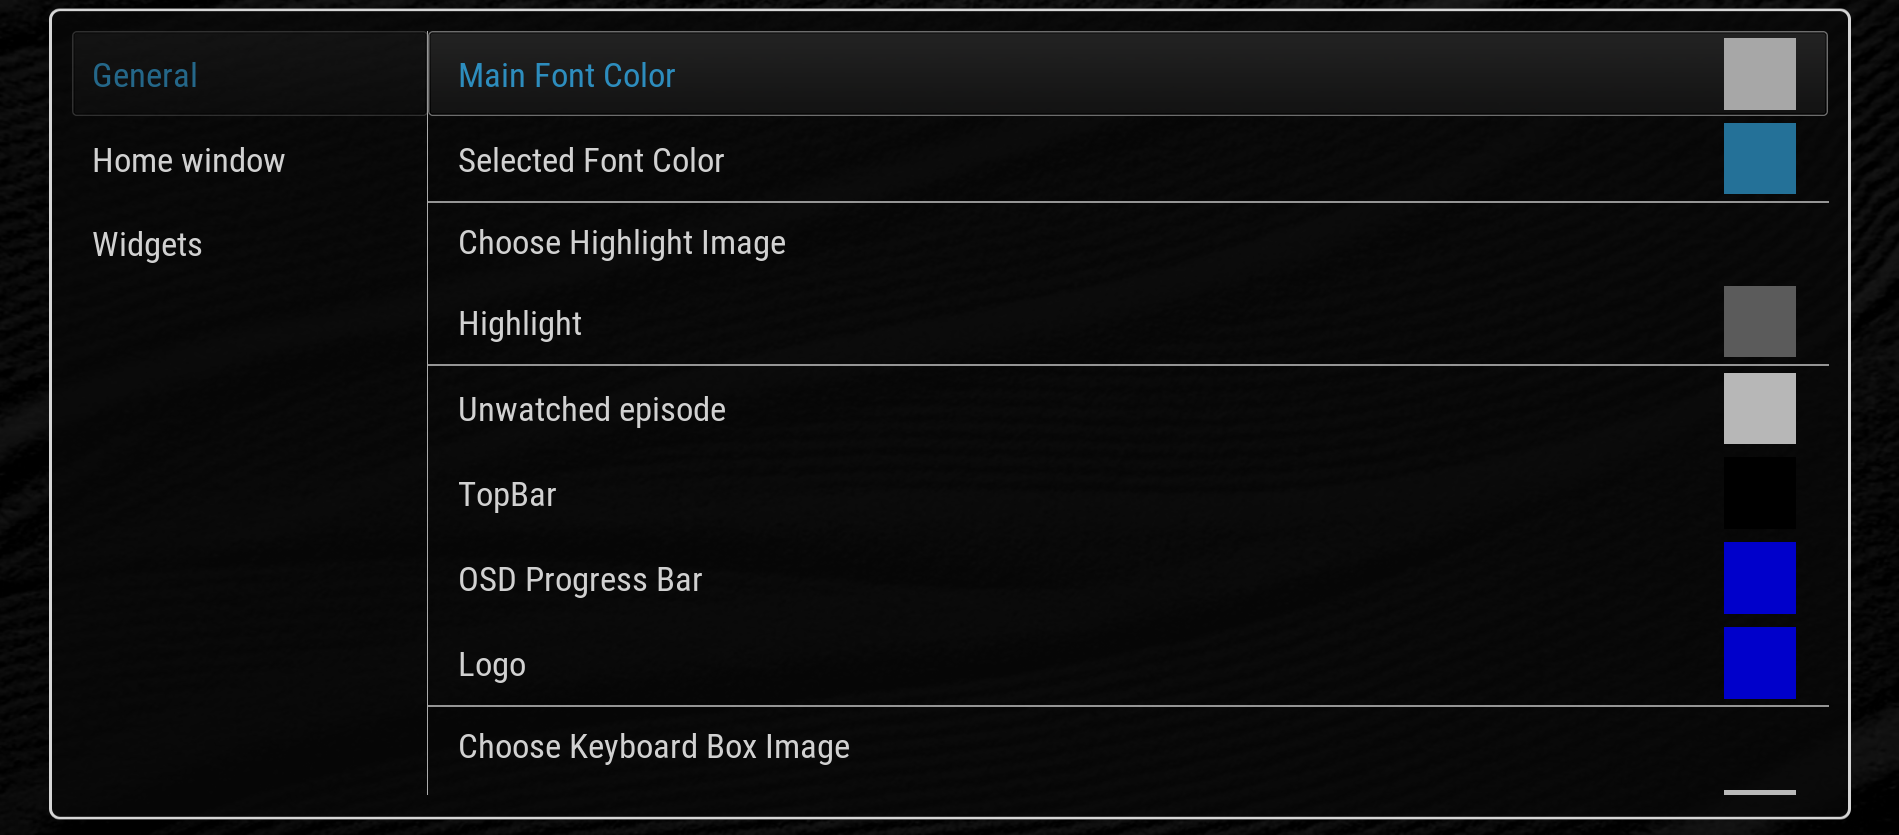 General
Home window
Widgets
Main Font Color
Selected Font Color
Choose Highlight Image
Highlight
Unwatched episode
TopBar
OSD Progress Bar
Logo
Choose Keyboard Box Image